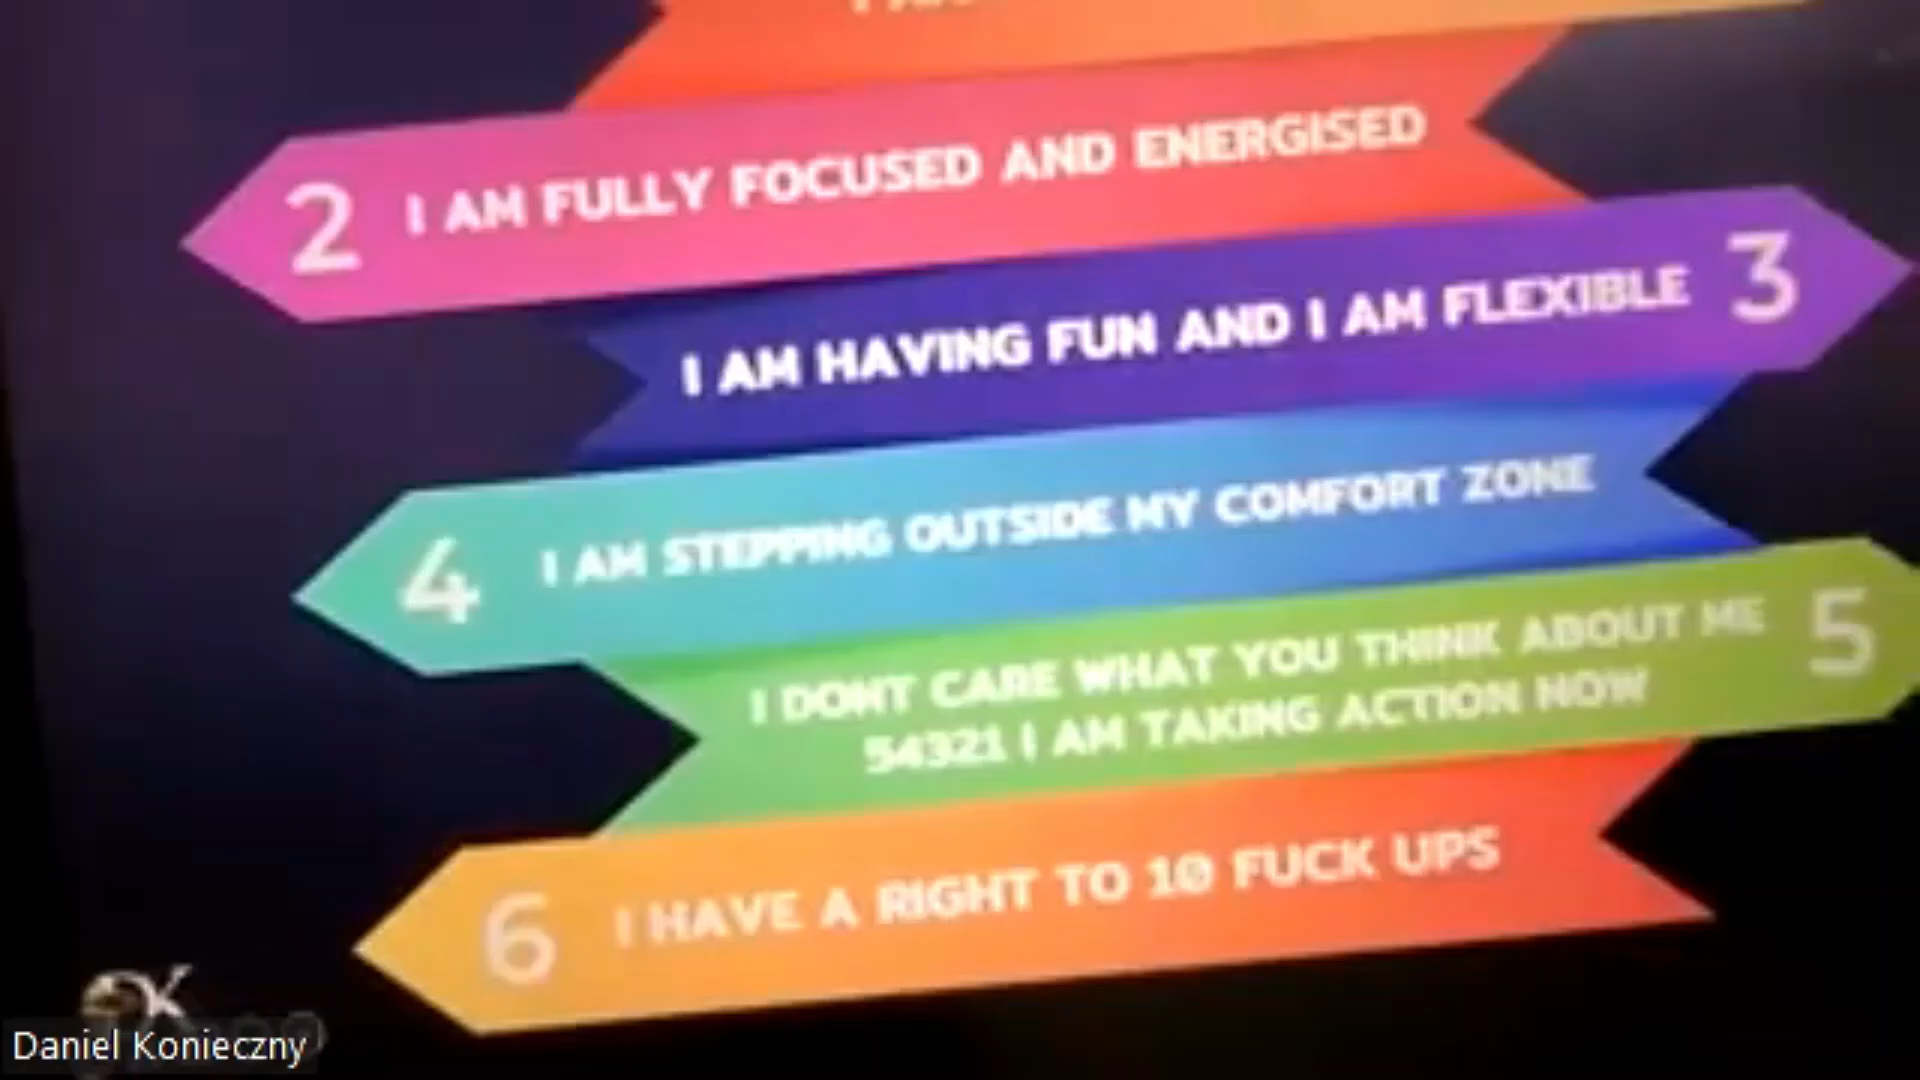 2 I AM FULLY FOCUSED AND ENERGISED
I AM HAVING FUN AND I AM FLEXIBLE 3
4 I AM STEPPING OUTSIDE MY COMFORT ZONE
I DONT CARE WHAT YOU THINK ABOUT ME 5
54321 I AM TAKING ACTION NOW
6 I HAVE A RIGHT TO 10 FUCK UPS
Daniel Konieczny